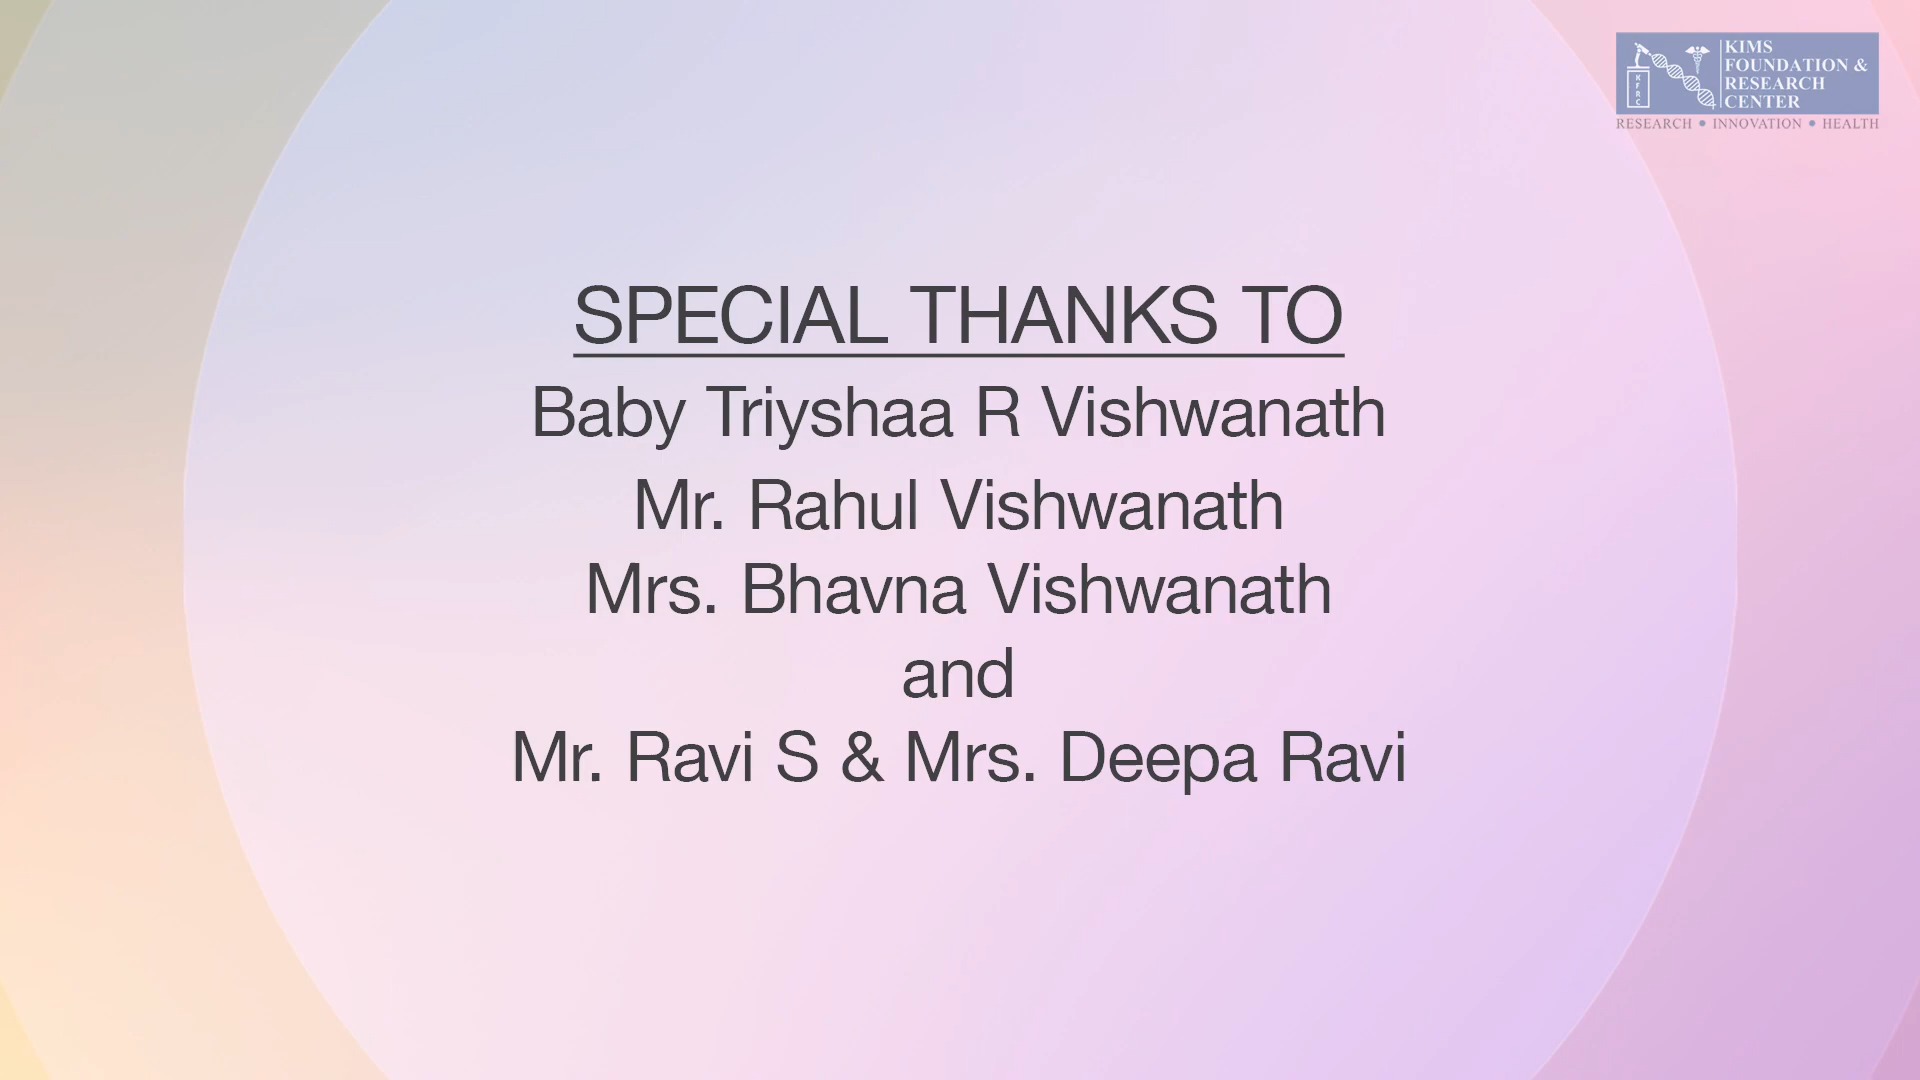 KIMS
FOUNDATION &
RESEARCH
CENTER
KFRC
RESEARCH • INNOVATION • HEALTH
SPECIAL THANKS TO
Baby Triyshaa R Vishwanath
Mr. Rahul Vishwanath
Mrs. Bhavna Vishwanath
and
Mr. Ravi S & Mrs. Deepa Ravi